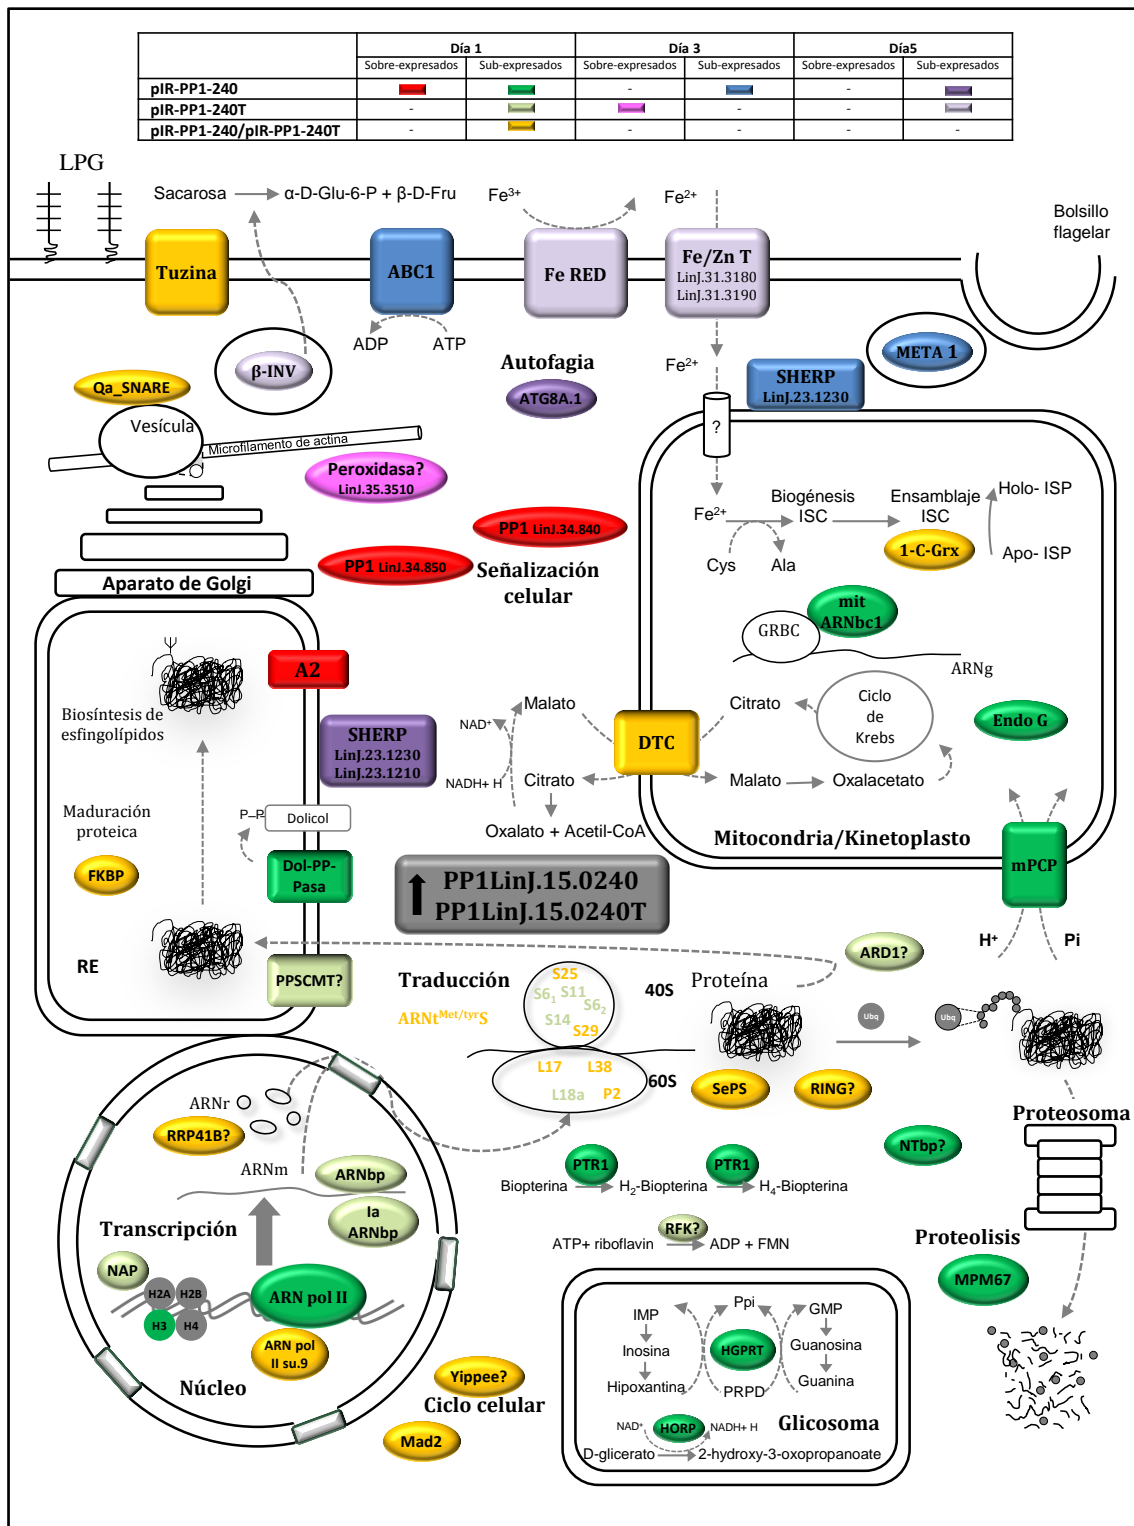 Día 1 Día 3 Día5
Sobre-expresados Sub-expresados Sobre-expresados Sub-expresados Sobre-expresados Sub-expresados
pIR-PP1-240 - -
pIR-PP1-240T - - -
pIR-PP1-240/pIR-PP1-240T - - - - -
LPG
Sacarosa α-D-Glu-6-P + β-D-Fru
Fe3+
Fe2+
Bolsillo
flagelar
Tuzina
ABC1
Fe RED
Fe/Zn T
LinJ.31.3180
LinJ.31.3190
ADP ATP
β-INV
Autofagia
ATG8A.1
Fe2+
META 1
SHERP
LinJ.23.1230
Qa_SNARE
Vesícula
Microfilamento de actina
?
Peroxidasa?
LinJ.35.3510
PP1 LinJ.34.840
PP1 LinJ.34.850
Señalización
celular
Fe2+
Biogénesis
ISC
Ensamblaje
ISC
Holo- ISP
Apo- ISP
1-C-Grx
Cys Ala
Aparato de Golgi
mit
ARNbc1
GRBC
ARNg
A2
Biosíntesis de
esfingolípidos
SHERP
LinJ.23.1230
LinJ.23.1210
NAD+
NADH+ H
Malato
Citrato
Oxalato + Acetil-CoA
DTC
Citrato
Malato
Oxalacetato
Ciclo
de
Krebs
Endo G
Mitocondria/Kinetoplasto
mPCP
H+ Pi
Maduración
proteica
FKBP
P–P- Dolicol
Dol-PP-
Pasa
PP1LinJ.15.0240
PP1LinJ.15.0240T
RE
PPSCMT?
Traducción
ARNtMet/tyrS
S25
S61 S11
S62
S14
S29
40S
L17 L38
L18a P2
60S
Proteína
ARD1?
Ubq
Ubq
SePS
RING?
Proteosoma
NTbp?
ARNr
RRP41B?
ARNm
ARNbp
la
ARNbp
Transcripción
NAP
H2A H2B
H3 H4
ARN pol II
ARN pol
II su.9
Núcleo
PTR1 PTR1
Biopterina H2-Biopterina H4-Biopterina
RFK?
ATP+ riboflavin ADP + FMN
Proteolisis
MPM67
Yippee?
Ciclo celular
Mad2
IMP
Inosina
Hipoxantina
Ppi
HGPRT
PRPD
GMP
Guanosina
Guanina
Glicosoma
NAD+
HORP
NADH+ H
D-glicerato 2-hydroxy-3-oxopropanoate